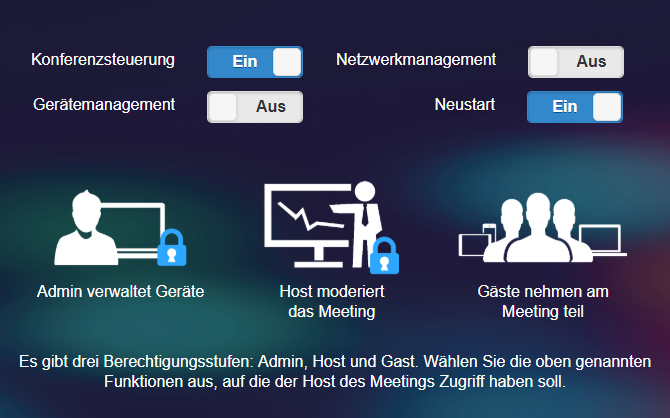 Konferenzsteuerung Ein Netzwerkmanagement Aus
Gerätemanagement Aus Neustart Ein
Admin verwaltet Geräte
Host moderiert
das Meeting
Gäste nehmen am
Meeting teil
Es gibt drei Berechtigungsstufen: Admin, Host und Gast. Wählen Sie die oben genannten
Funktionen aus, auf die der Host des Meetings Zugriff haben soll.